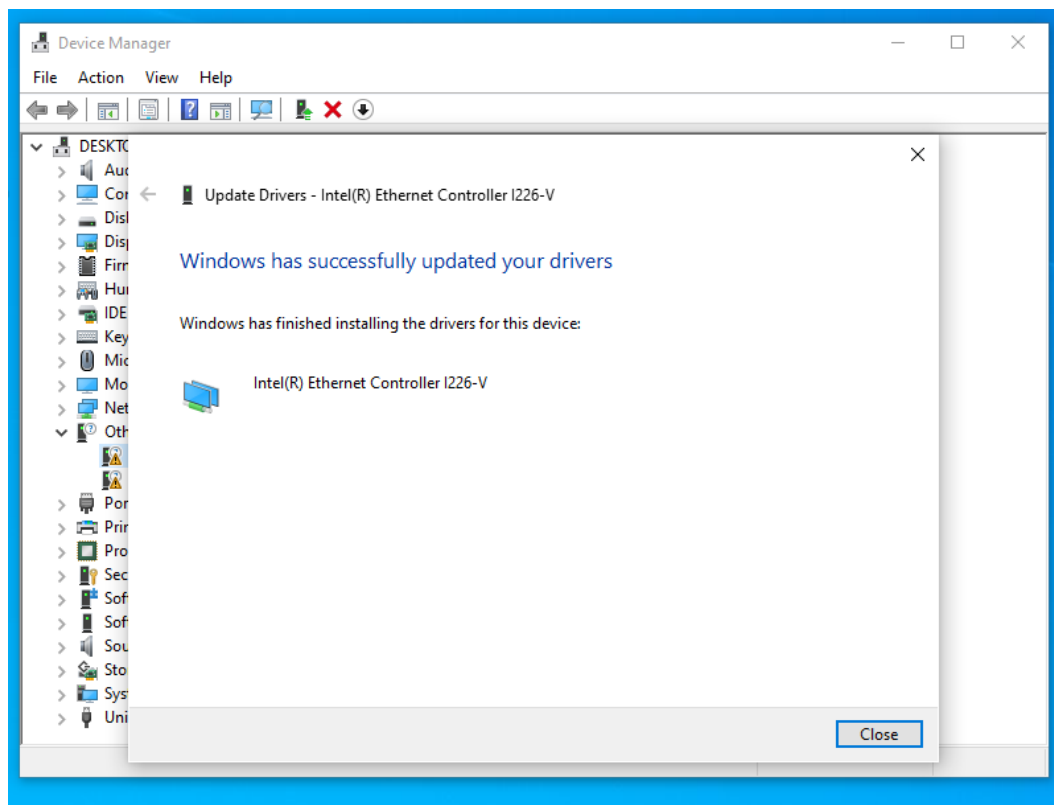 Device Manager
File Action View Help
DESKTO
Aud
Cor
Update Drivers - Intel(R) Ethernet Controller I226-V
Disk
Disp
Windows has successfully updated your drivers
Firr
Hur
IDE
Windows has finished installing the drivers for this device:
Key
Mic
Mo
Intel(R) Ethernet Controller I226-V
Net
Oth
Por
Prir
Pro
Sec
Sof
Sof
Sou
Sto
Sys
Uni
Close